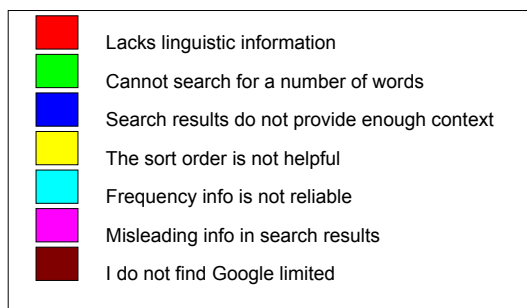 Lacks linguistic information
Cannot search for a number of words
Search results do not provide enough context
The sort order is not helpful
Frequency info is not reliable
Misleading info in search results
I do not find Google limited